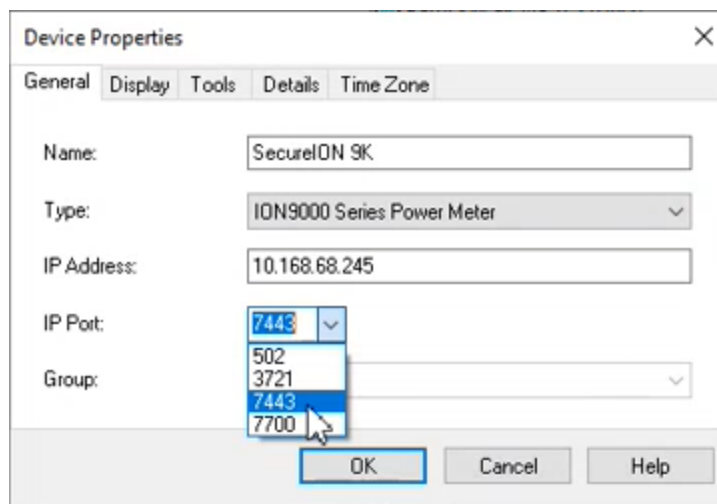 Device Properties
General Display Tools Details Time Zone
Name: SecureION 9K
Type: ION9000 Series Power Meter
IP Address: 10.168.68.245
IP Port: 7443
502
3721
7443
7700
Group:
OK Cancel Help